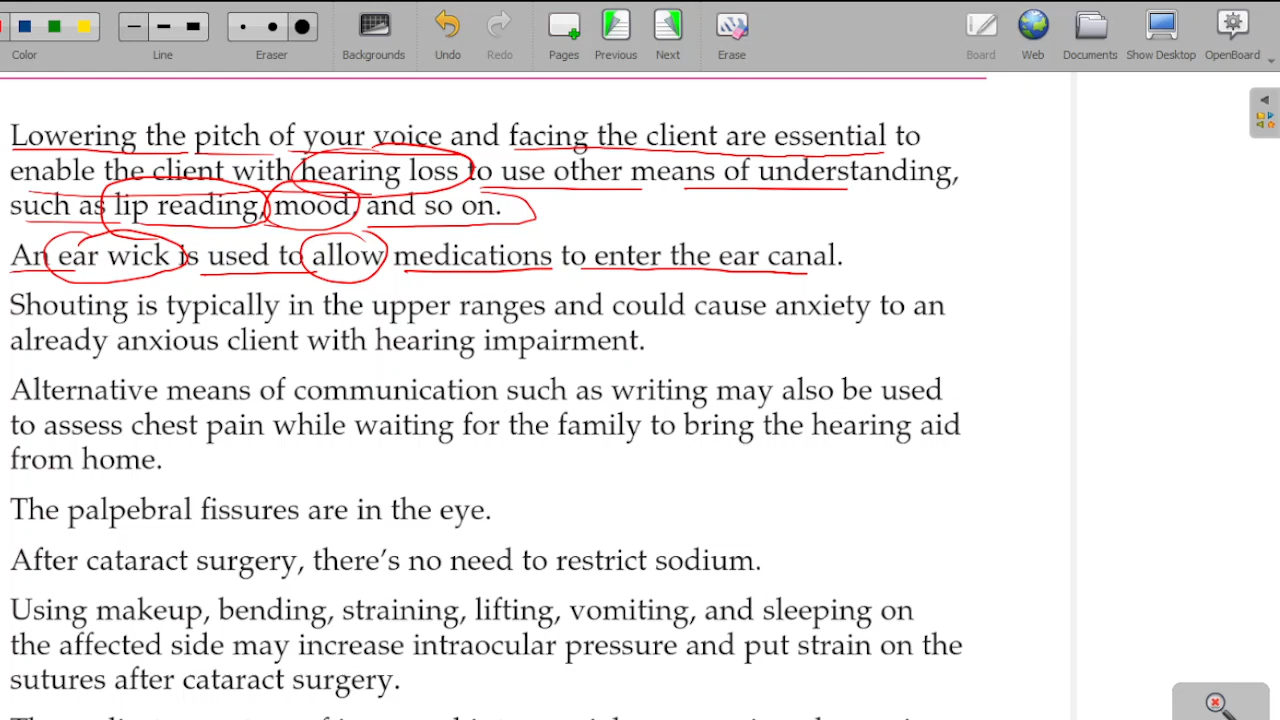 Color
Line
Eraser
Backgrounds
Undo
Redo
Pages
Previous
Next
Erase
Board
Web
Documents
Show Desktop
OpenBoard
Lowering the pitch of your voice and facing the client are essential to
enable the client with hearing loss to use other means of understanding,
such as lip reading, mood, and so on.
An ear wick is used to allow medications to enter the ear canal.
Shouting is typically in the upper ranges and could cause anxiety to an
already anxious client with hearing impairment.
Alternative means of communication such as writing may also be used
to assess chest pain while waiting for the family to bring the hearing aid
from home.
The palpebral fissures are in the eye.
After cataract surgery, there’s no need to restrict sodium.
Using makeup, bending, straining, lifting, vomiting, and sleeping on
the affected side may increase intraocular pressure and put strain on the
sutures after cataract surgery.